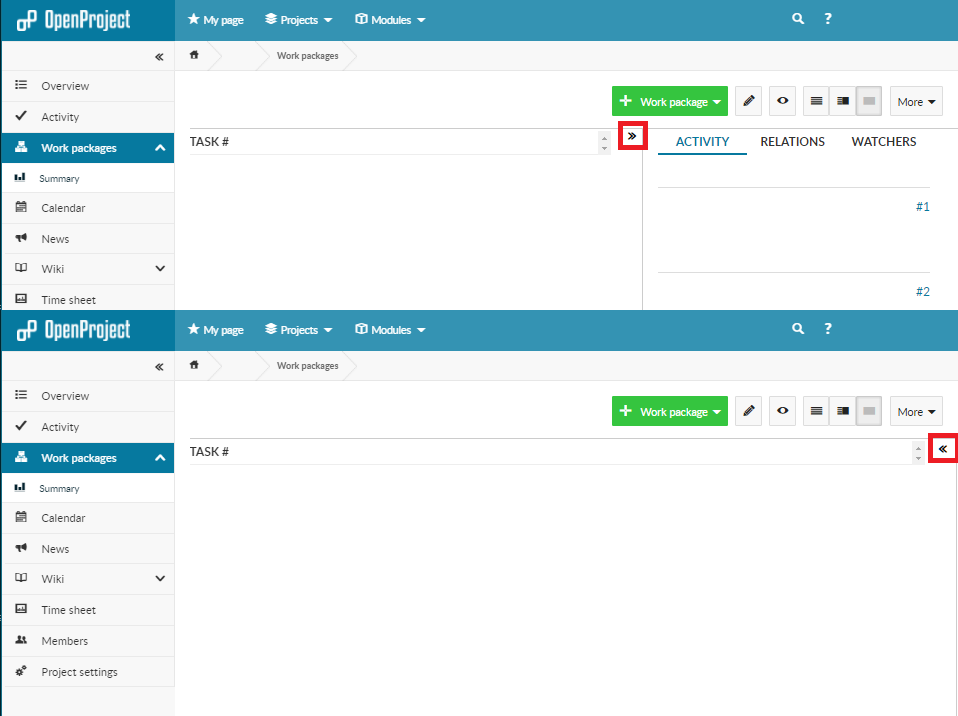 OpenProject
My page Projects Modules ?
«
Work packages
Overview
Activity
Work packages
Summary
Calendar
News
Wiki
Time sheet
+ Work package More
TASK #
»
ACTIVITY RELATIONS WATCHERS
#1
#2
OpenProject
My page Projects Modules ?
«
Work packages
Overview
Activity
Work packages
Summary
Calendar
News
Wiki
Time sheet
Members
Project settings
+ Work package More
TASK #
«